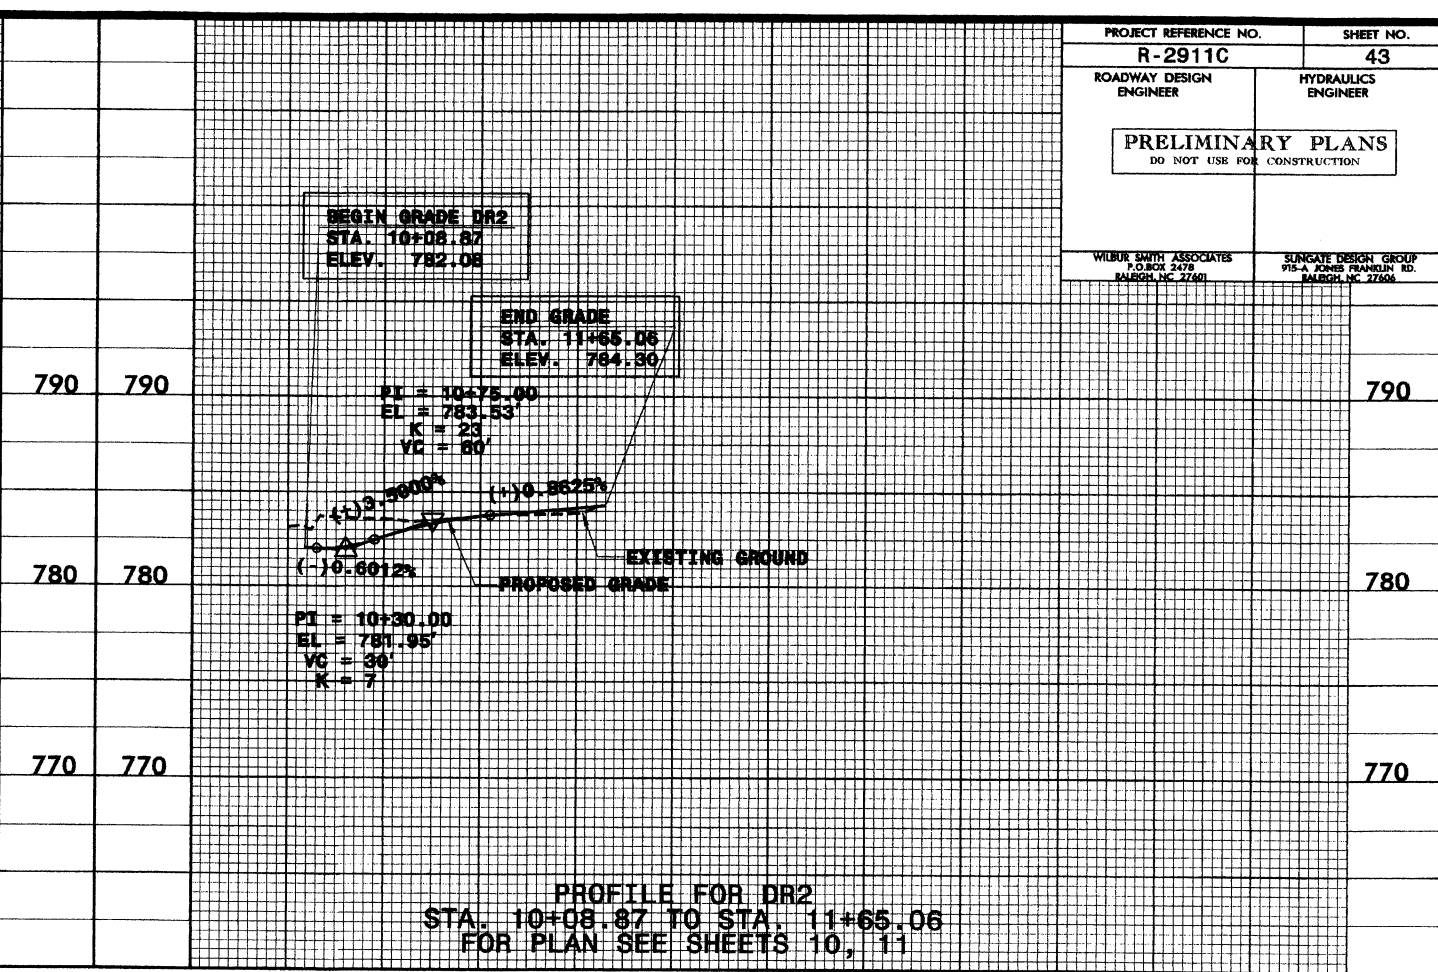 PROJECT REFERENCE NO.
SHEET NO.
R-2911C
43
ROADWAY DESIGN
ENGINEER
HYDRAULICS
ENGINEER
PRELIMINARY PLANS
DO NOT USE FOR CONSTRUCTION
WILBUR SMITH ASSOCIATES
P.O.BOX 2478
RALEIGH, NC 27601
SUNGATE DESIGN GROUP
915-A JONES FRANKLIN RD.
RALEIGH, NC 27606
BEGIN GRADE DR2
STA. 10+08.87
ELEV. 782.08
END GRADE
STA. 11+65.06
ELEV. 784.30
790 790
790
PI = 10+75.00
EL = 783.53'
K = 23
VC = 60'
(+)3.5000%
(+)0.8625%
EXISTING GROUND
(-)0.6012%
PROPOSED GRADE
780 780
780
PI = 10+30.00
EL = 781.95'
VC = 30'
K = 7
770 770
770
PROFILE FOR DR2
STA. 10+08.87 TO STA. 11+65.06
FOR PLAN SEE SHEETS 10, 11